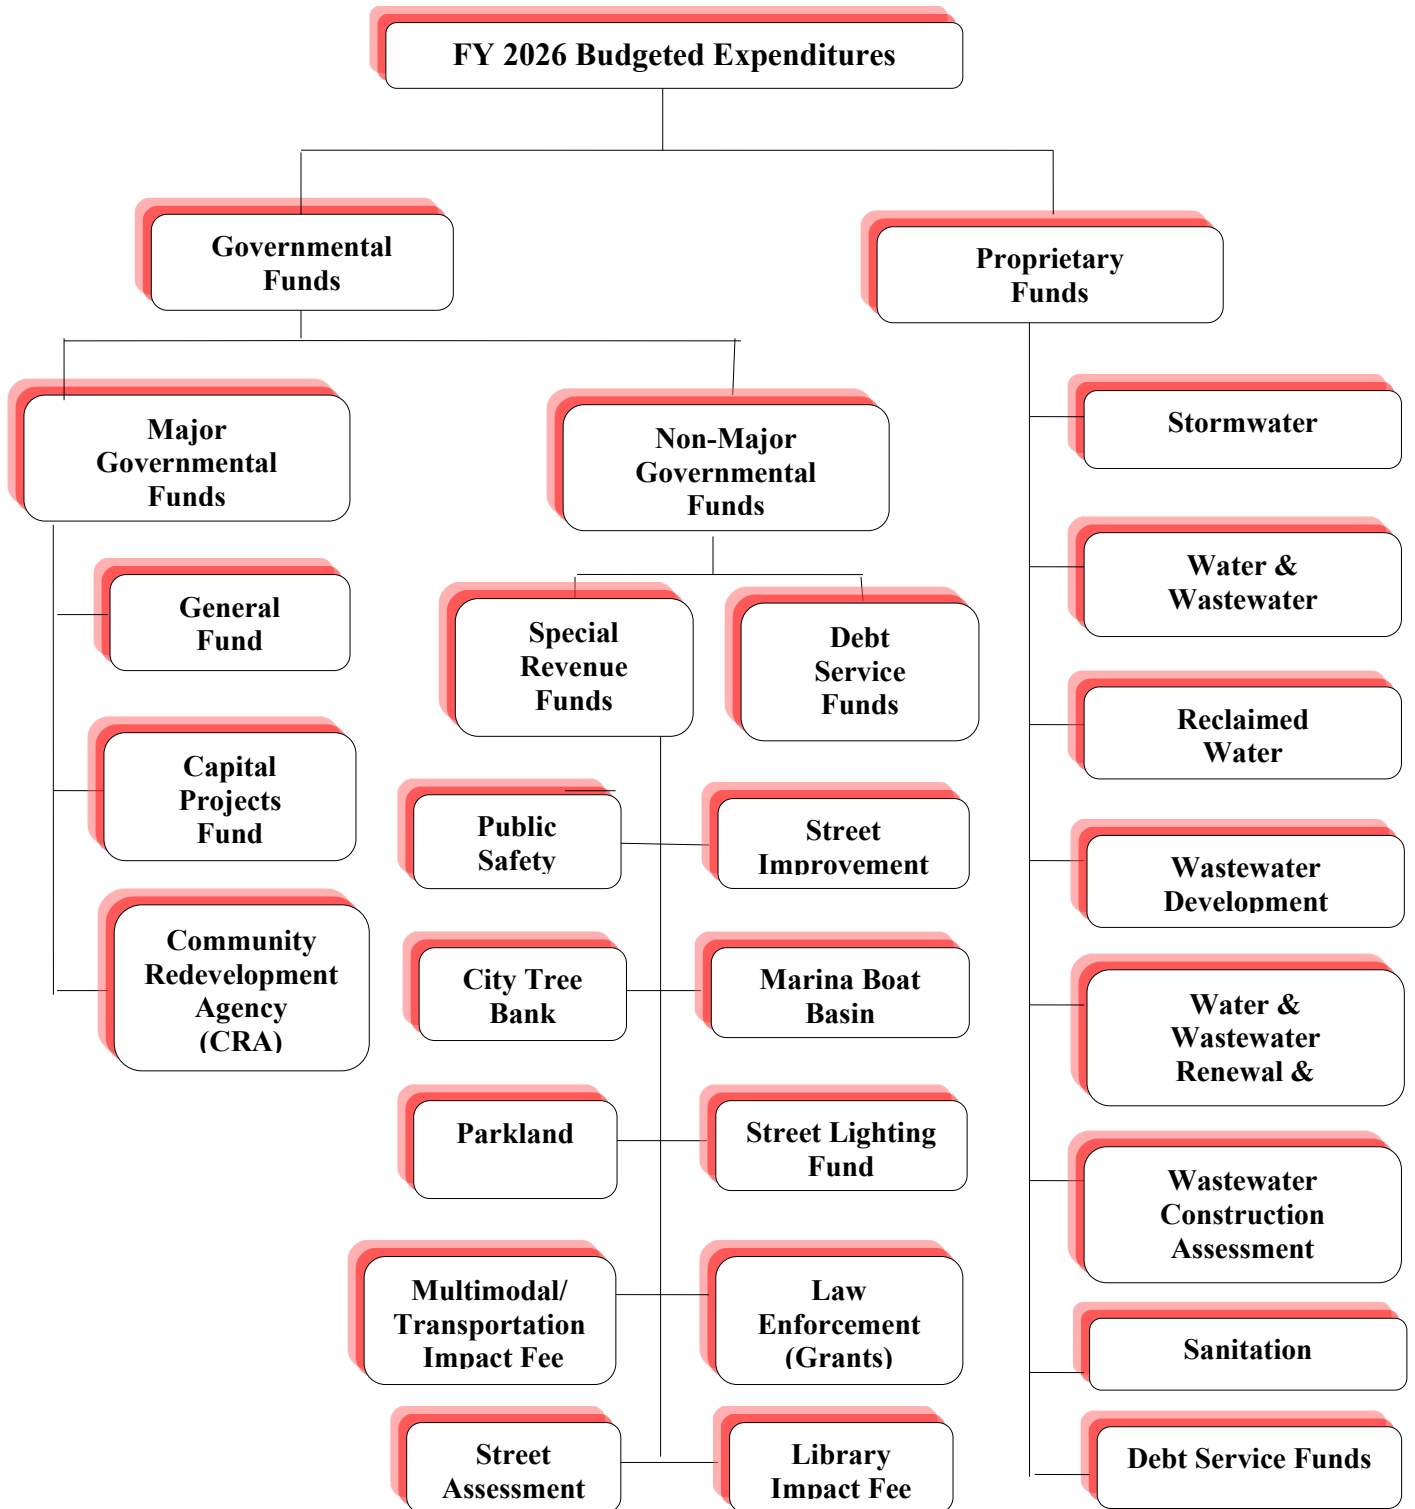 FY 2026 Budgeted Expenditures
Governmental
Funds
Proprietary
Funds
Major
Governmental
Funds
Non-Major
Governmental
Funds
General
Fund
Capital
Projects
Fund
Community
Redevelopment
Agency
(CRA)
Special
Revenue
Funds
Debt
Service
Funds
Public
Safety
Street
Improvement
City Tree
Bank
Marina Boat
Basin
Parkland
Street Lighting
Fund
Multimodal/
Transportation
Impact Fee
Law
Enforcement
(Grants)
Street
Assessment
Library
Impact Fee
Stormwater
Water &
Wastewater
Reclaimed
Water
Wastewater
Development
Water &
Wastewater
Renewal &
Wastewater
Construction
Assessment
Sanitation
Debt Service Funds